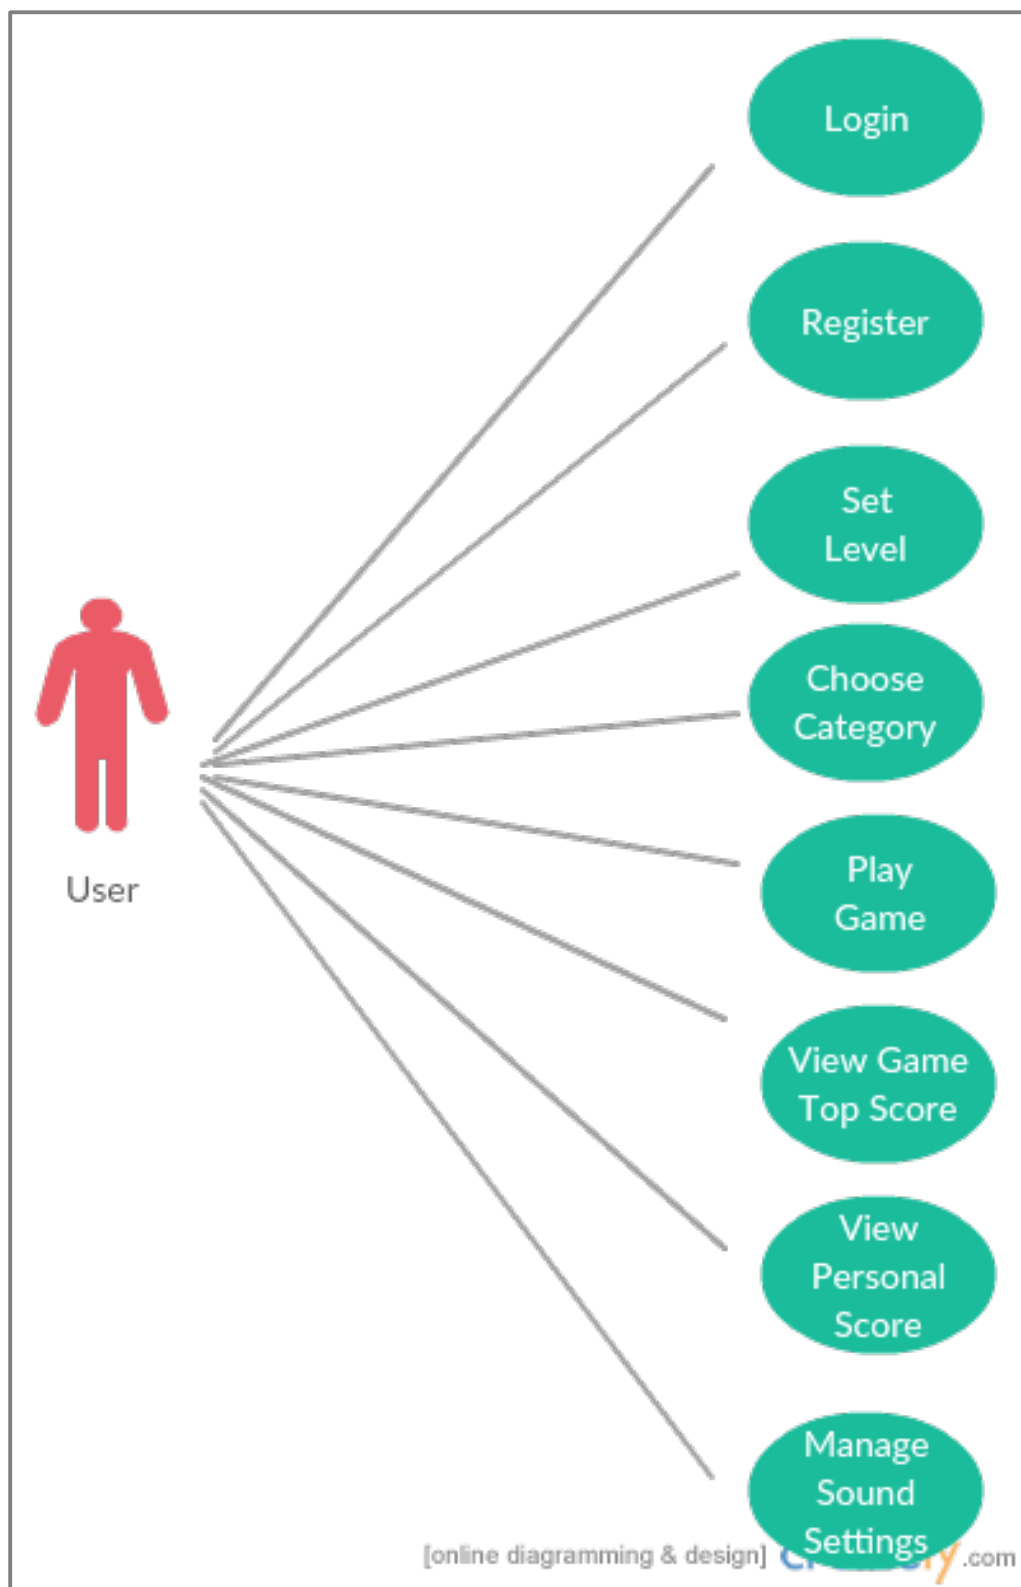 Login
Register
Set
Level
Choose
Category
Play
Game
User
View Game
Top Score
View
Personal
Score
Manage
Sound
Settings
[online diagramming & design]
.com